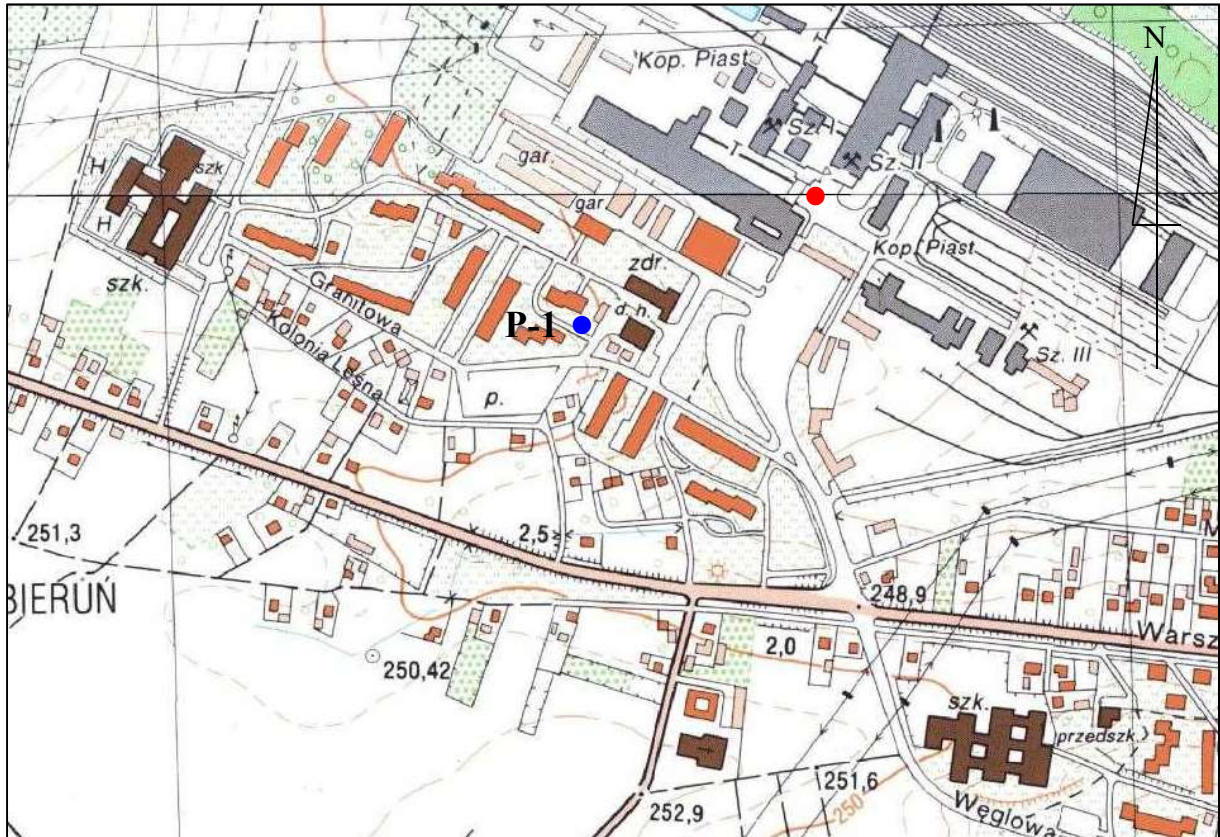 N
'Kop. Piast
Sz. I
Sz. II
gar.
H
szk
gar.
H
Kop. Piast
zdr.
szk.
Granitowa
d. h.
P-1
Kolonia Leśna
Sz. III
p.
251,3
2,5
BIERUŃ
248,9
Warsz
2,0
250,42
szk.
przedszk.
251,6
252,9
250
Węglowa